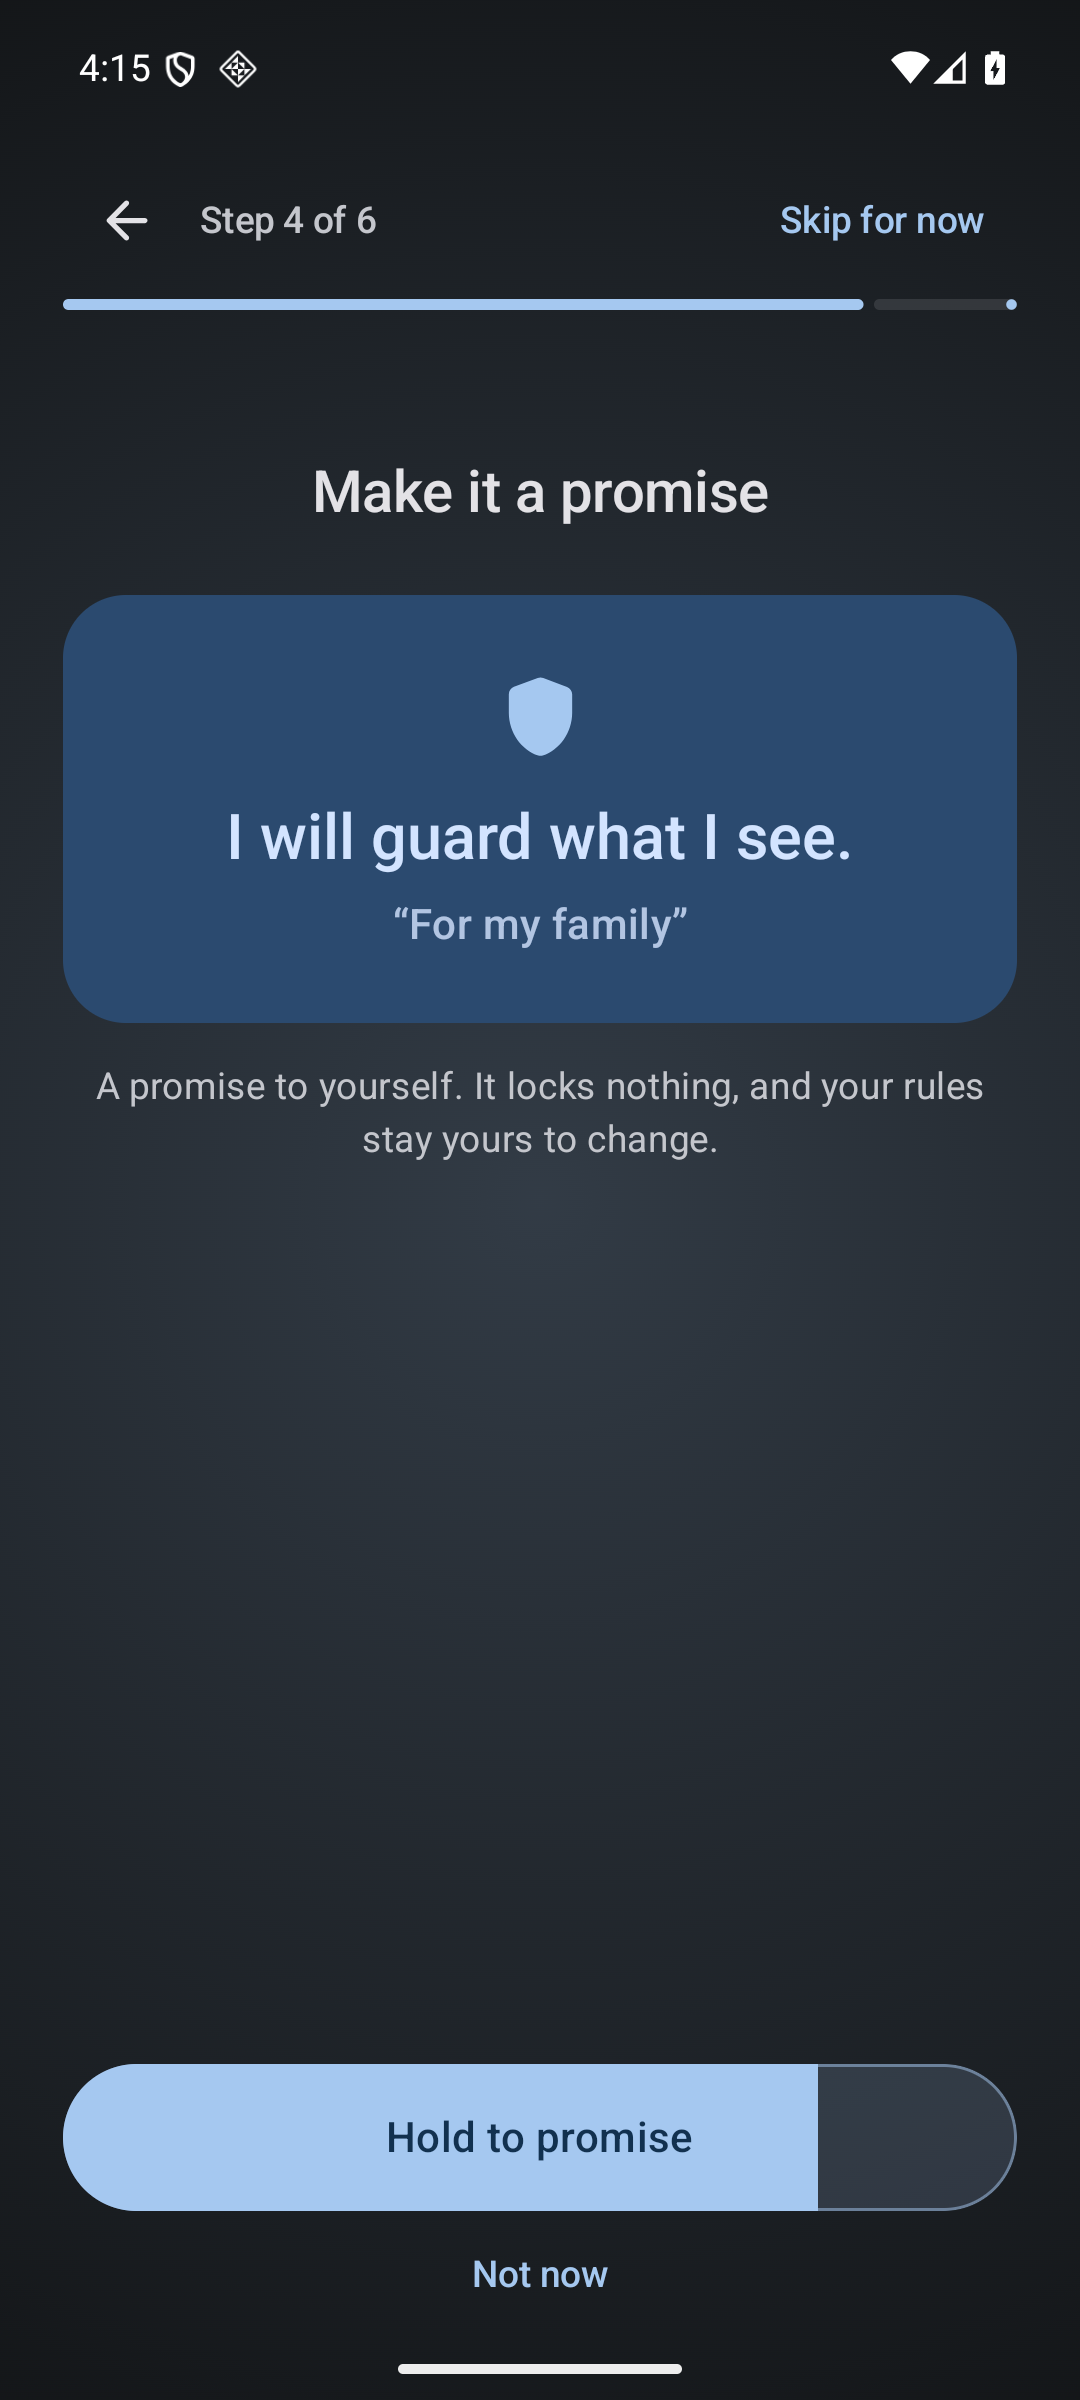 4:15
Step 4 of 6
Skip for now
Make it a promise
I will guard what I see.
“For my family”
A promise to yourself. It locks nothing, and your rules
stay yours to change.
Hold to promise
Not now